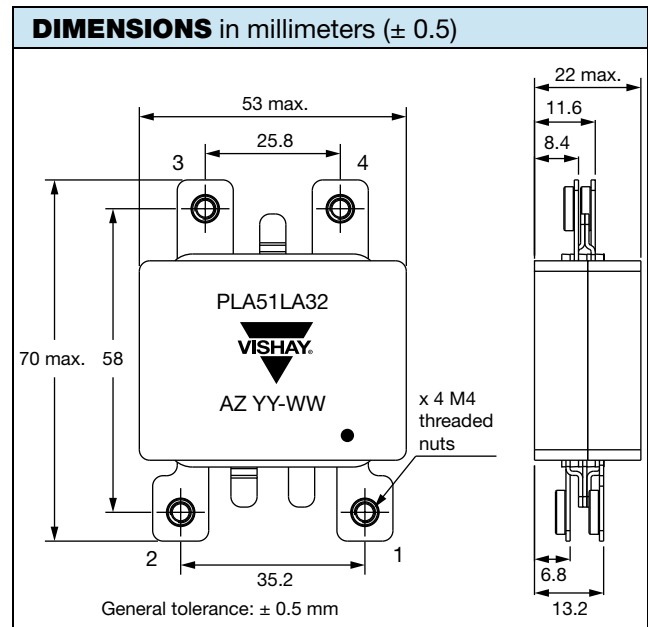 DIMENSIONS in millimeters (± 0.5)
22 max.
53 max.
11.6
25.8
8.4
3
4
PLA51LA32
VISHAY®
70 max.
58
AZ YY-WW
x 4 M4
threaded
nuts
2
1
35.2
6.8
13.2
General tolerance: ± 0.5 mm